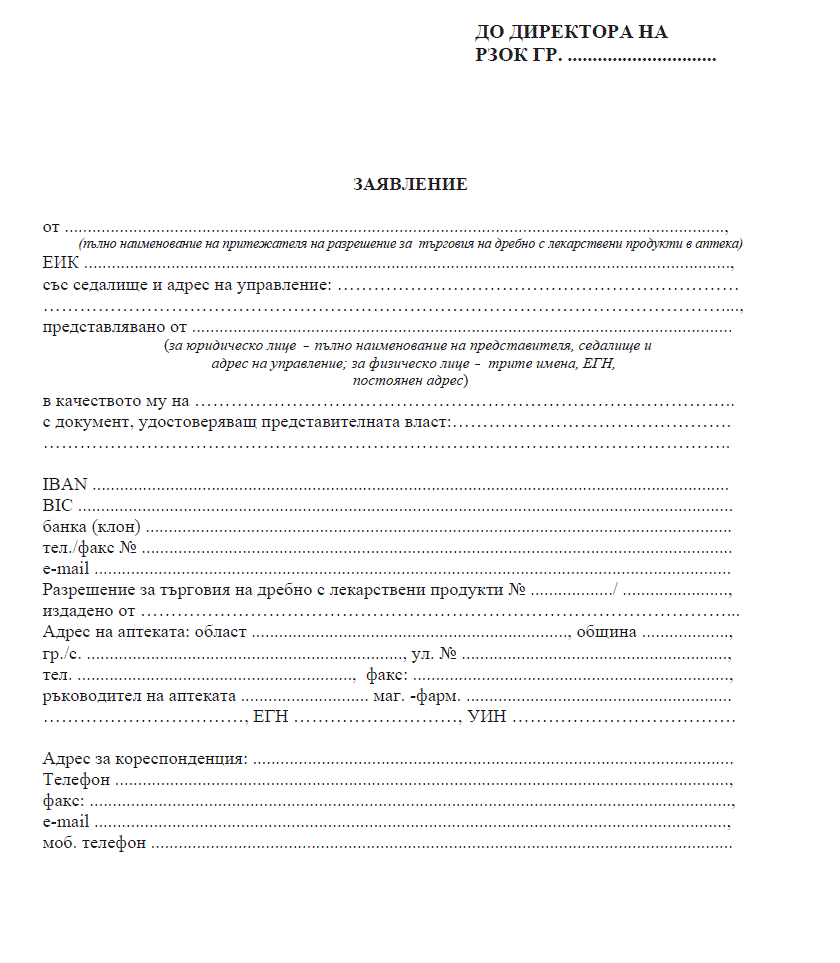 ДО ДИРЕКТОРА НА
РЗОК ГР. ..............................
ЗАЯВЛЕНИЕ
от ....................................................................................................................................,
(пълно наименование на притежателя на разрешение за търговия на дребно с лекарствени продукти в аптека)
ЕИК .................................................................................................................................,
със седалище и адрес на управление: …………………………………………………………
……………………………………………………………………………………………………...,
представлявано от ............................................................................................................
(за юридическо лице – пълно наименование на представителя, седалище и
адрес на управление; за физическо лице – трите имена, ЕГН,
постоянен адрес)
в качеството му на ……………………………………………………………………………..
с документ, удостоверяващ представителната власт:………………………………………
…………………………………………………………………………………………………..
IBAN ...............................................................................................................................
BIC ...................................................................................................................................
банка (клон) .....................................................................................................................
тел./факс № ......................................................................................................................
e-mail ................................................................................................................................
Разрешение за търговия на дребно с лекарствени продукти № ................../ .......................,
издадено от ……………………………………………………………………………………..
Адрес на аптеката: област ..............................................................., община ..................,
гр./с. ..............................................................., ул. № .....................................................,
тел. ......................................................., факс: ...............................................................,
ръководител на аптеката .......................... маг. -фарм. .....................................................
……………………………, ЕГН ………………………, УИН ……………………………….
Адрес за кореспонденция: ................................................................................................
Телефон ...........................................................................................................................,
факс: ................................................................................................................................,
e-mail ..............................................................................................................................,
моб. телефон ....................................................................................................................